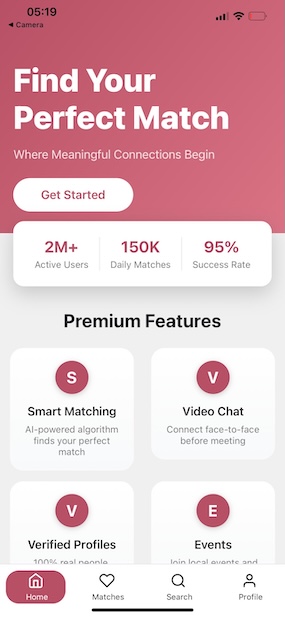 05:19
◀ Camera
Find Your
Perfect Match
Where Meaningful Connections Begin
Get Started
2M+
Active Users
150K
Daily Matches
95%
Success Rate
Premium Features
S
Smart Matching
AI-powered algorithm
finds your perfect
match
V
Video Chat
Connect face-to-face
before meeting
V
Verified Profiles
100% real people
E
Events
Join local events and
Home
Matches
Search
Profile